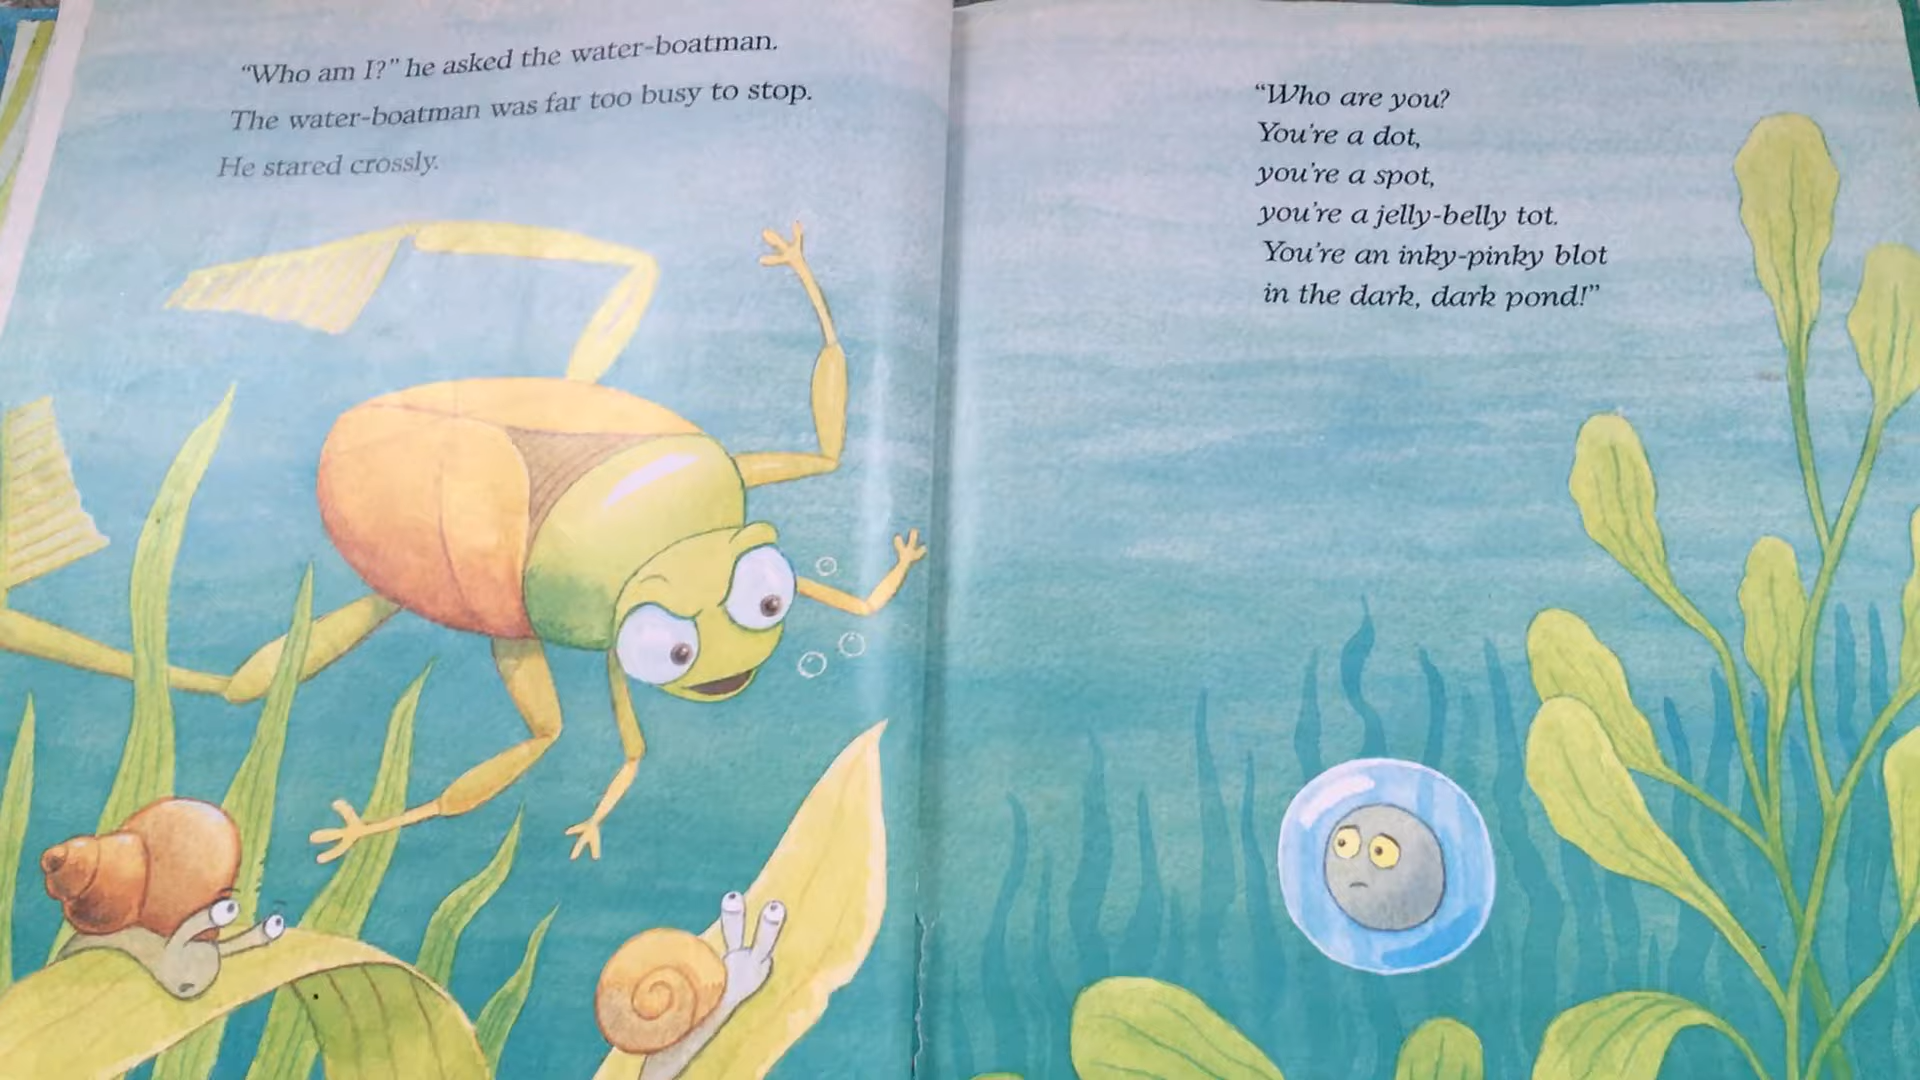 “Who am I?” he asked the water-boatman.
The water-boatman was far too busy to stop.
He stared crossly.
“Who are you?
You’re a dot,
you’re a spot,
you’re a jelly-belly tot.
You’re an inky-pinky blot
in the dark, dark pond!”